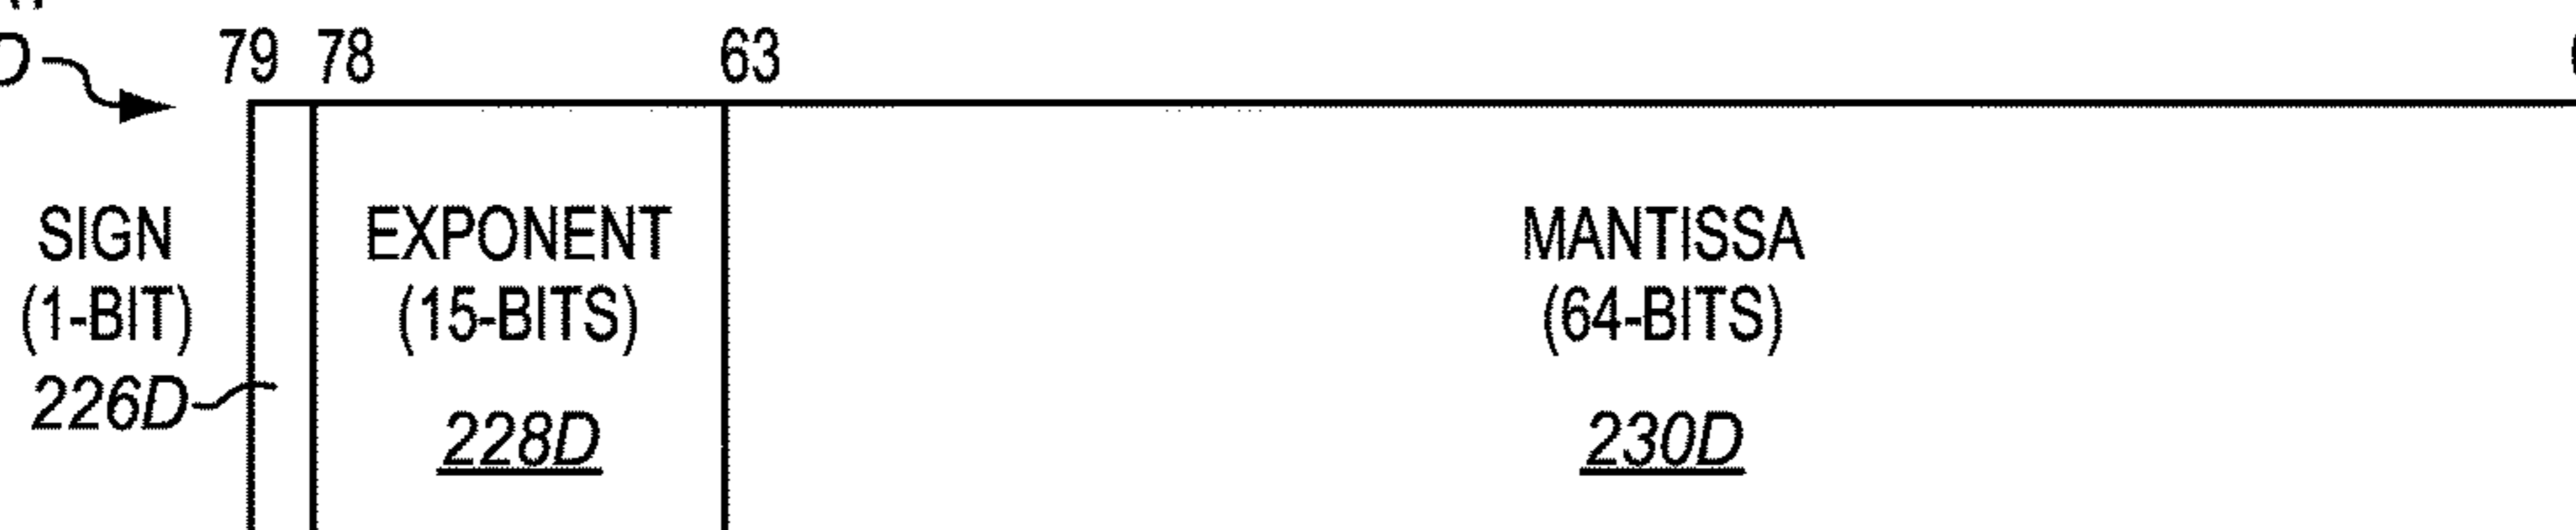 79 78 63
SIGN
(1-BIT)
226D
EXPONENT
(15-BITS)
228D
MANTISSA
(64-BITS)
230D